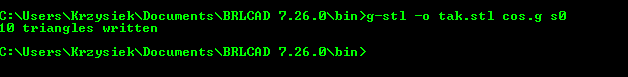 C:\Users\Krzysiek\Documents\BRLCAD 7.26.0\bin>g-stl -o tak.stl cos.g s0
10 triangles written
C:\Users\Krzysiek\Documents\BRLCAD 7.26.0\bin>